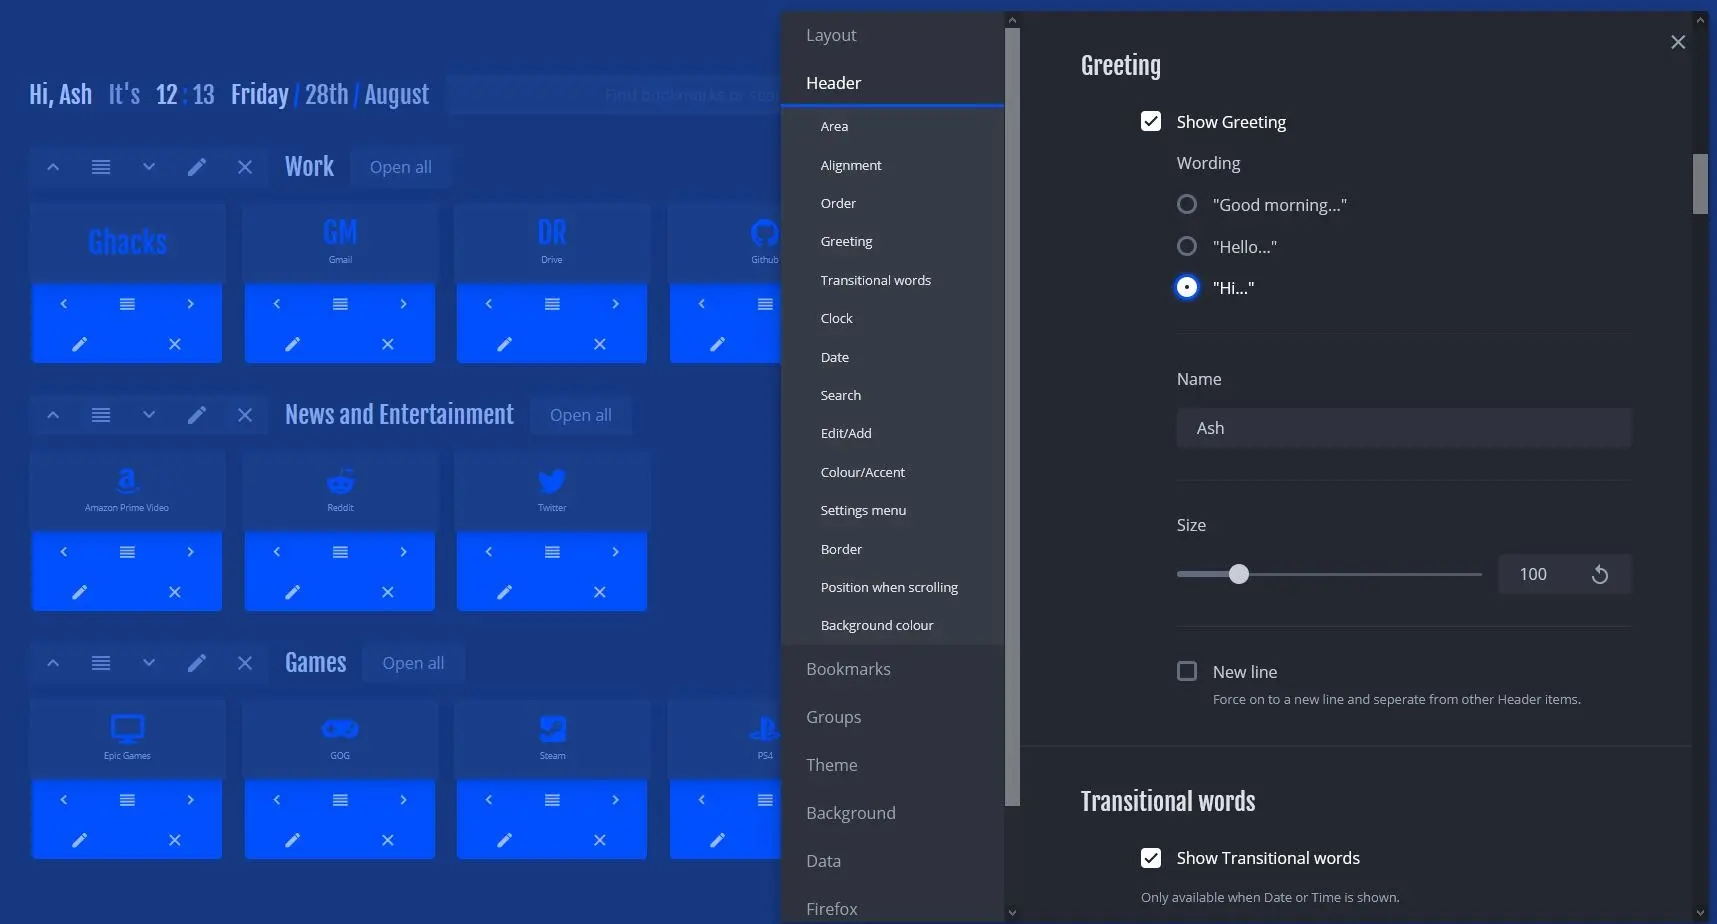 Hi, Ash It's 12 : 13 Friday / 28th / August
Work Open all
Ghacks
GM
Gmail
DR
Drive
Github
News and Entertainment Open all
Amazon Prime Video
Reddit
Twitter
Games Open all
Epic Games
GOG
Steam
PS4
Layout
Header
Area
Alignment
Order
Greeting
Transitional words
Clock
Date
Search
Edit/Add
Colour/Accent
Settings menu
Border
Position when scrolling
Background colour
Bookmarks
Groups
Theme
Background
Data
Firefox
Greeting
Show Greeting
Wording
"Good morning..."
"Hello..."
"Hi..."
Name
Ash
Size
100
New line
Force on to a new line and seperate from other Header items.
Transitional words
Show Transitional words
Only available when Date or Time is shown.